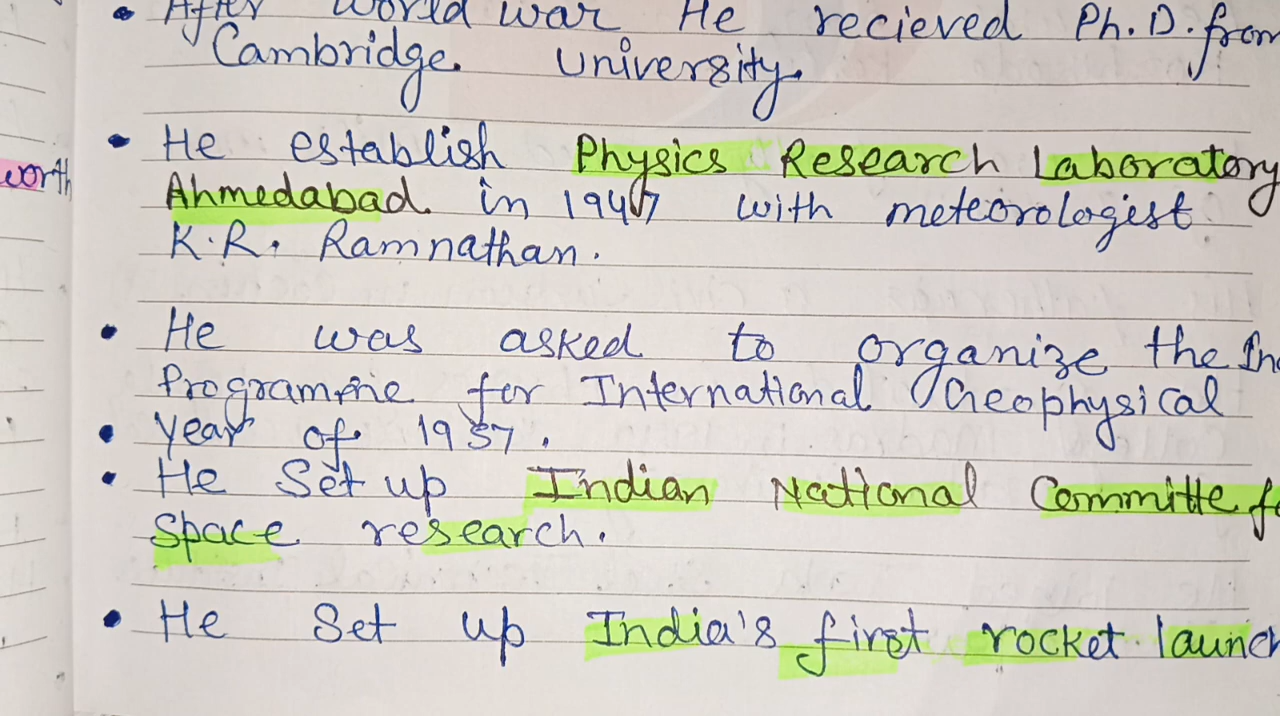 After World war He recieved Ph.D. from
Cambridge. University.
• He establish Physics Research Laboratory
worth
Ahmedabad in 1947 with meteorologist
K.R. Ramnathan.
• He was asked to organize the
Programme for International Geophysical
• year of 1957.
• He Set up Indian National Committe
Space research.
• He Set up India's first rocket launch